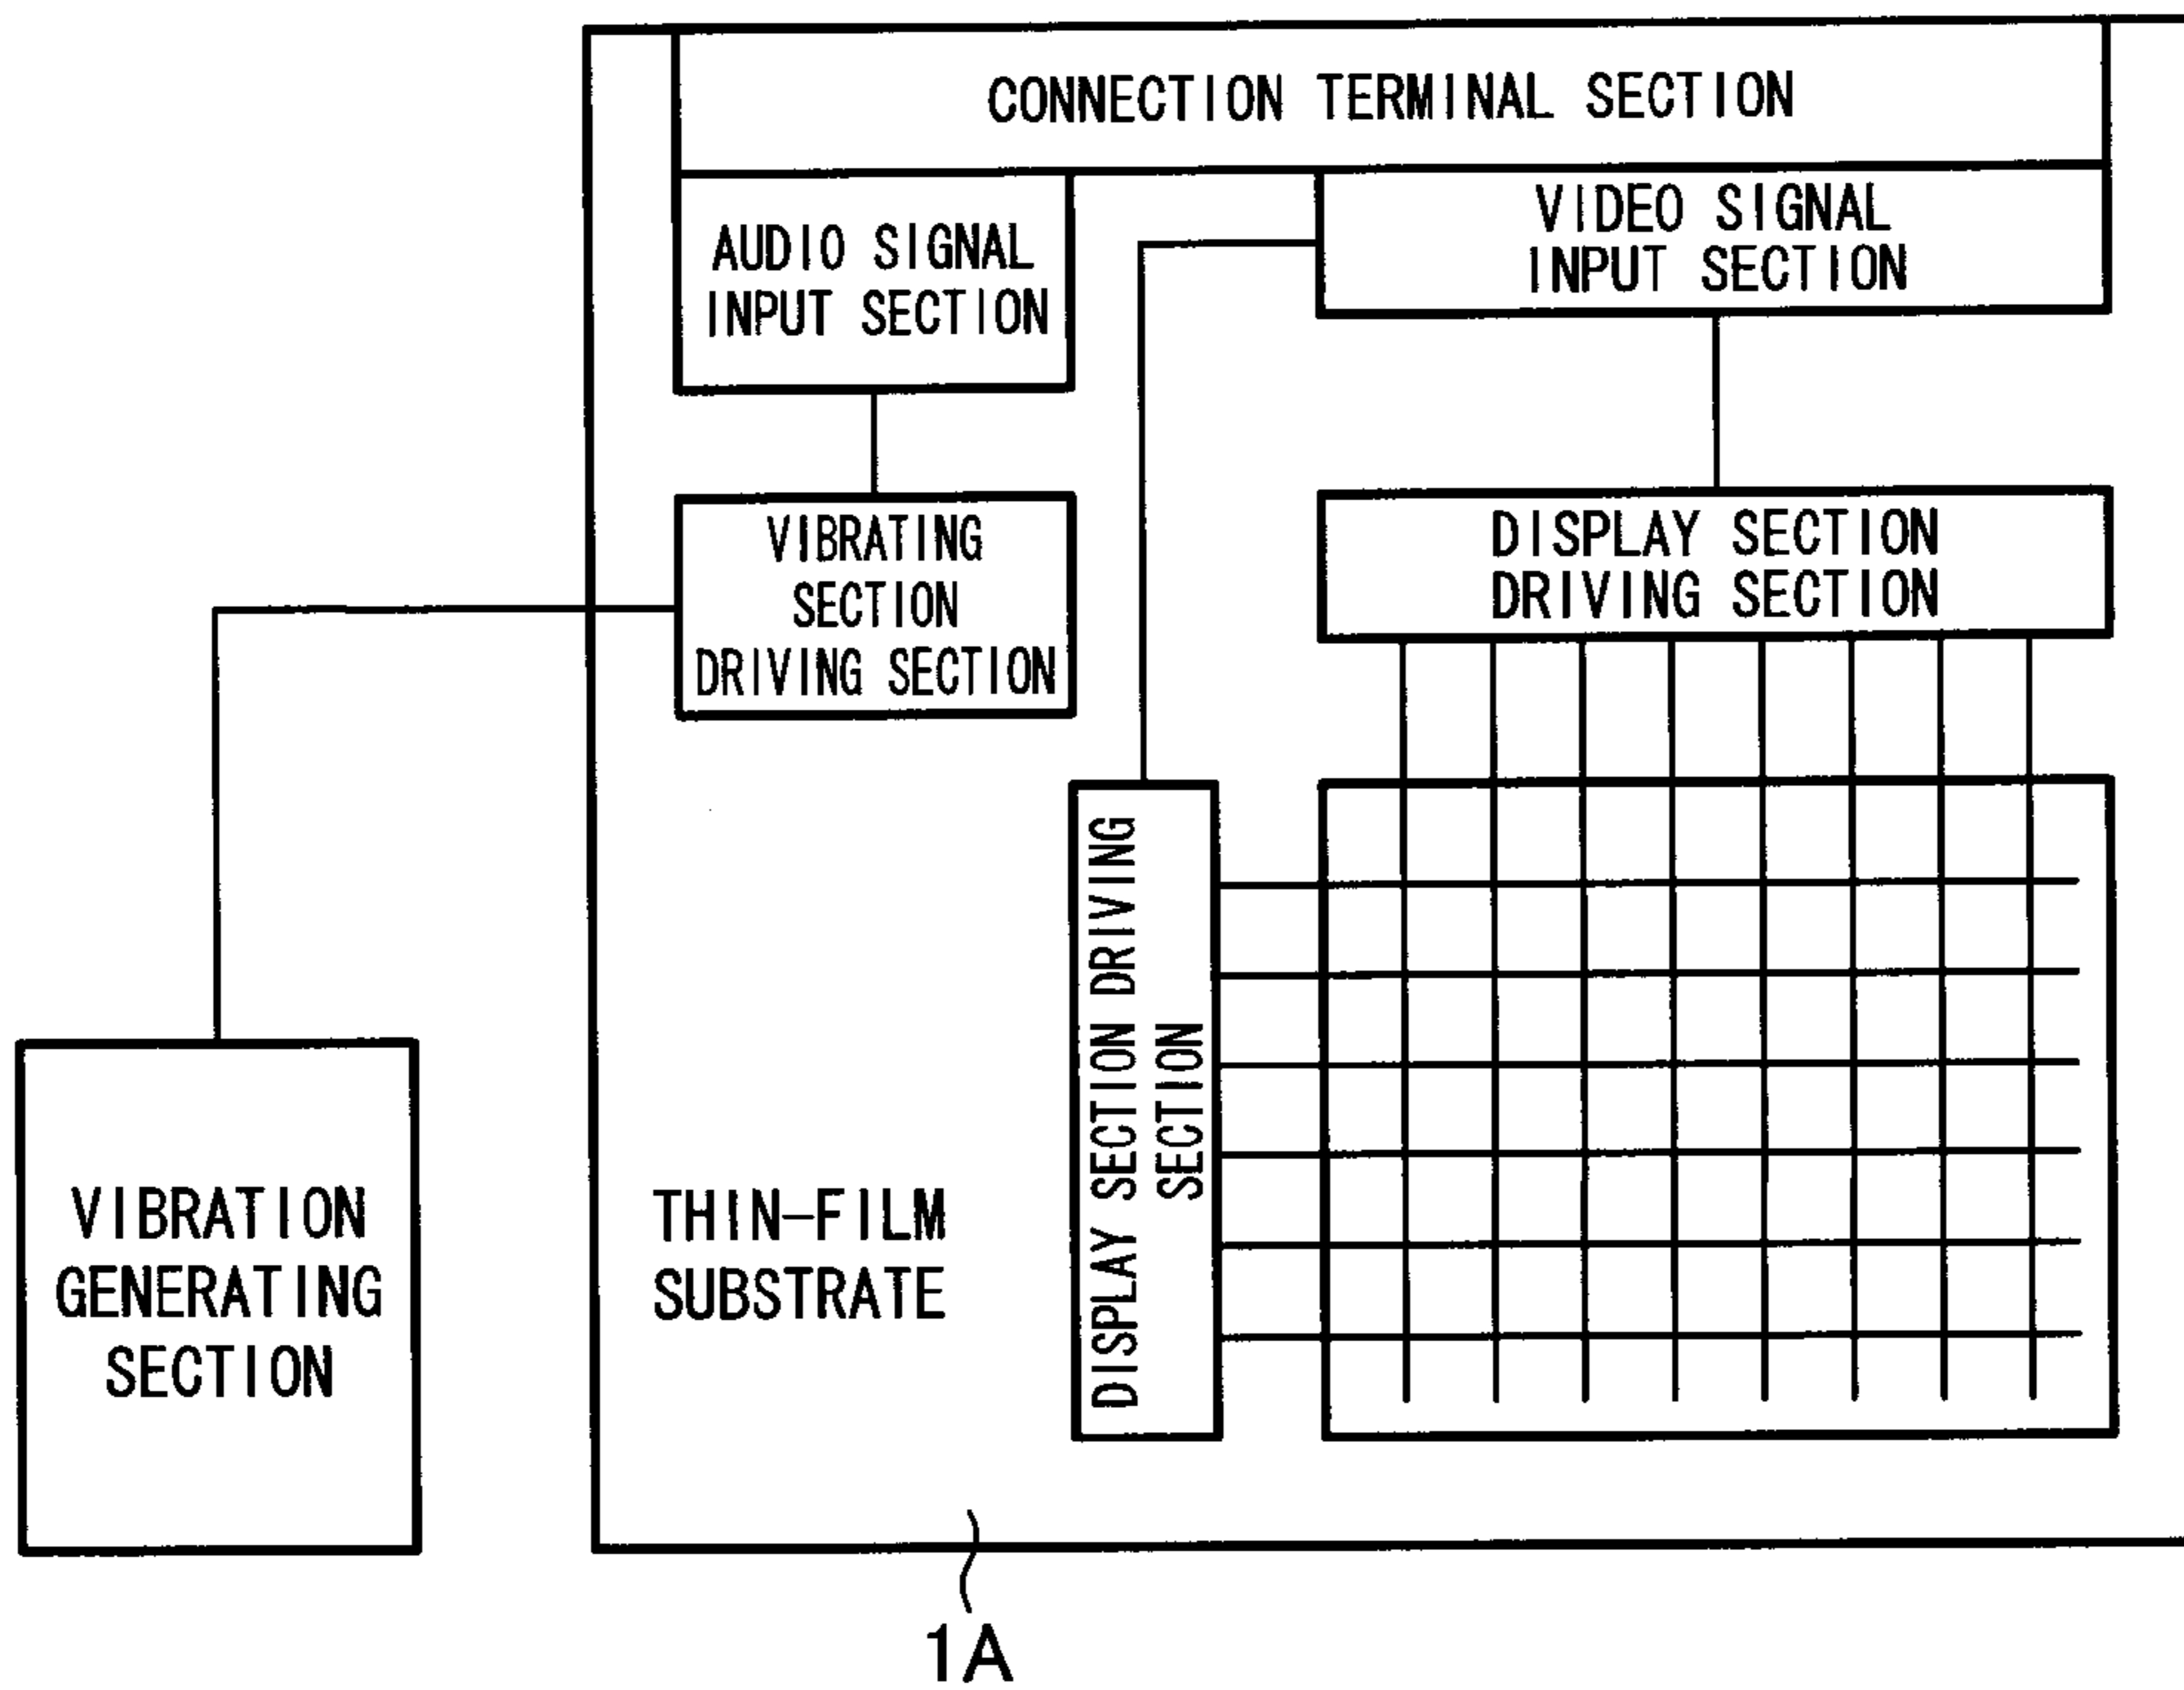 CONNECTION TERMINAL SECTION
AUDIO SIGNAL
INPUT SECTION
VIDEO SIGNAL
INPUT SECTION
VIBRATING
SECTION
DRIVING SECTION
DISPLAY SECTION
DRIVING SECTION
DISPLAY SECTION DRIVING
SECTION
VIBRATION
GENERATING
SECTION
THIN-FILM
SUBSTRATE
1A